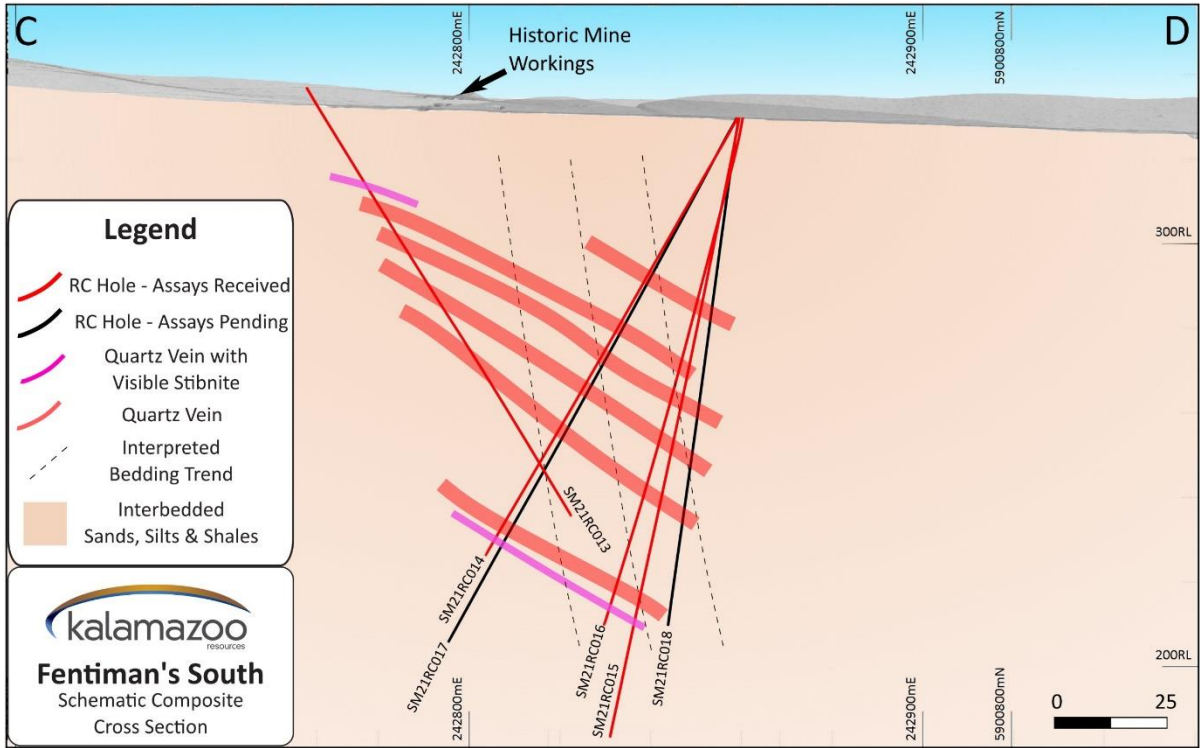 C
D
242800mE
242900mE
5900800mN
Historic Mine
Workings
300RL
200RL
Legend
RC Hole - Assays Received
RC Hole - Assays Pending
Quartz Vein with
Visible Stibnite
Quartz Vein
Interpreted
Bedding Trend
Interbedded
Sands, Silts & Shales
kalamazoo
resources
Fentiman's South
Schematic Composite
Cross Section
SM21RC013
SM21RC014
SM21RC017
SM21RC016
SM21RC015
SM21RC018
242800mE
242900mE
5900800mN
0 25